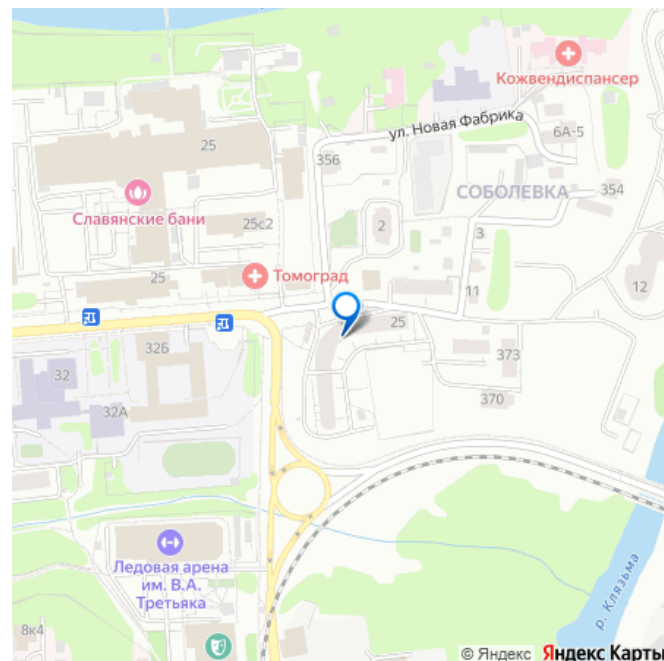 Кожвендиспансер
ул. Новая Фабрика
6А-5
25
356
СОБОЛЕВКА
354
Славянские бани
25с2
2
3
Томоград
12
25
11
25
32Б
373
32
32А
370
Ледовая арена
им. В.А.
Третьяка
р. Клязьма
8к4
© Яндекс Яндекс Карты